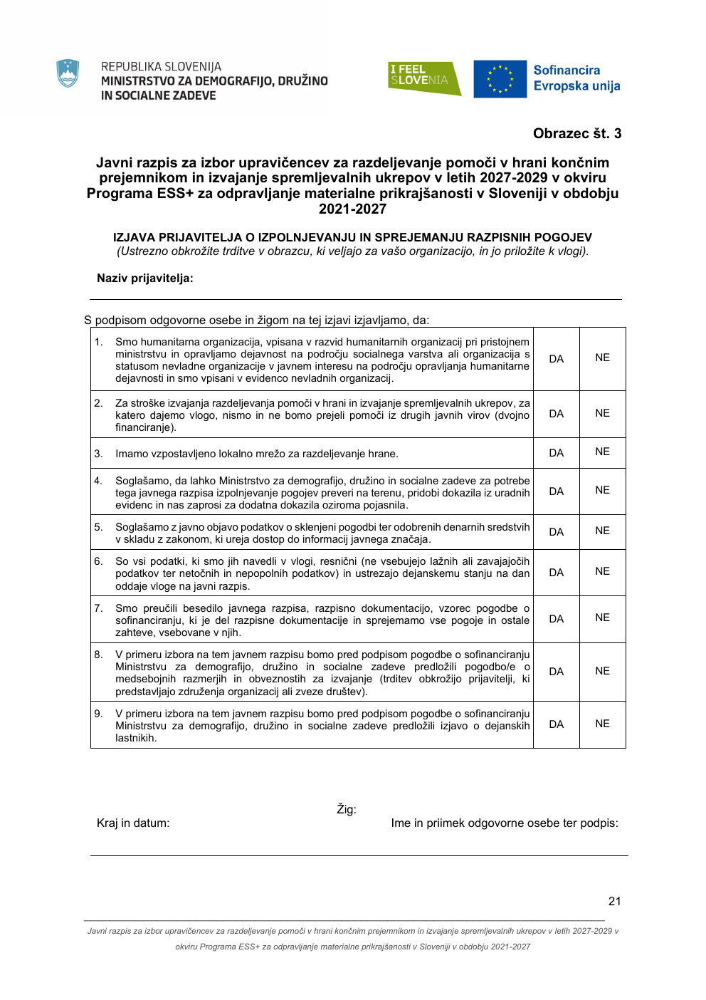 REPUBLIKA SLOVENIJA
MINISTRSTVO ZA DEMOGRAFIJO, DRUŽINO
IN SOCIALNE ZADEVE
I FEEL
SLOVENIA
Sofinancira
Evropska unija
Obrazec št. 3
Javni razpis za izbor upravičencev za razdeljevanje pomoči v hrani končnim
prejemnikom in izvajanje spremljevalnih ukrepov v letih 2027-2029 v okviru
Programa ESS+ za odpravljanje materialne prikrajšanosti v Sloveniji v obdobju
2021-2027
IZJAVA PRIJAVITELJA O IZPOLNJEVANJU IN SPREJEMANJU RAZPISNIH POGOJEV
(Ustrezno obkrožite trditve v obrazcu, ki veljajo za vašo organizacijo, in jo priložite k vlogi).
Naziv prijavitelja:
S podpisom odgovorne osebe in žigom na tej izjavi izjavljamo, da:
1. Smo humanitarna organizacija, vpisana v razvid humanitarnih organizacij pri pristojnem
ministrstvu in opravljamo dejavnost na področju socialnega varstva ali organizacija s
statusom nevladne organizacije v javnem interesu na področju opravljanja humanitarne
dejavnosti in smo vpisani v evidenco nevladnih organizacij.
DA NE
2. Za stroške izvajanja razdeljevanja pomoči v hrani in izvajanje spremljevalnih ukrepov, za
katero dajemo vlogo, nismo in ne bomo prejeli pomoči iz drugih javnih virov (dvojno
financiranje).
DA NE
3. Imamo vzpostavljeno lokalno mrežo za razdeljevanje hrane.
DA NE
4. Soglašamo, da lahko Ministrstvo za demografijo, družino in socialne zadeve za potrebe
tega javnega razpisa izpolnjevanje pogojev preveri na terenu, pridobi dokazila iz uradnih
evidenc in nas zaprosi za dodatna dokazila oziroma pojasnila.
DA NE
5. Soglašamo z javno objavo podatkov o sklenjeni pogodbi ter odobrenih denarnih sredstvih
v skladu z zakonom, ki ureja dostop do informacij javnega značaja.
DA NE
6. So vsi podatki, ki smo jih navedli v vlogi, resnični (ne vsebujejo lažnih ali zavajajočih
podatkov ter netočnih in nepopolnih podatkov) in ustrezajo dejanskemu stanju na dan
oddaje vloge na javni razpis.
DA NE
7. Smo preučili besedilo javnega razpisa, razpisno dokumentacijo, vzorec pogodbe o
sofinanciranju, ki je del razpisne dokumentacije in sprejemamo vse pogoje in ostale
zahteve, vsebovane v njih.
DA NE
8. V primeru izbora na tem javnem razpisu bomo pred podpisom pogodbe o sofinanciranju
Ministrstvu za demografijo, družino in socialne zadeve predložili pogodbo/e o
medsebojnih razmerjih in obveznostih za izvajanje (trditev obkrožijo prijavitelji, ki
predstavljajo združenja organizacij ali zveze društev).
DA NE
9. V primeru izbora na tem javnem razpisu bomo pred podpisom pogodbe o sofinanciranju
Ministrstvu za demografijo, družino in socialne zadeve predložili izjavo o dejanskih
lastnikih.
DA NE
Žig:
Kraj in datum: Ime in priimek odgovorne osebe ter podpis:
21
Javni razpis za izbor upravičencev za razdeljevanje pomoči v hrani končnim prejemnikom in izvajanje spremljevalnih ukrepov v letih 2027-2029 v
okviru Programa ESS+ za odpravljanje materialne prikrajšanosti v Sloveniji v obdobju 2021-2027